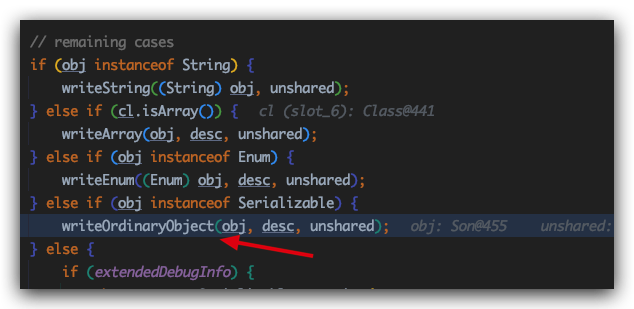 // remaining cases
if (obj instanceof String) {
writeString((String) obj, unshared);
} else if (cl.isArray()) { cl (slot_6): Class@441
writeArray(obj, desc, unshared);
} else if (obj instanceof Enum) {
writeEnum((Enum) obj, desc, unshared);
} else if (obj instanceof Serializable) {
writeOrdinaryObject(obj, desc, unshared); obj: Son@455 unshared:
} else {
if (extendedDebugInfo) {